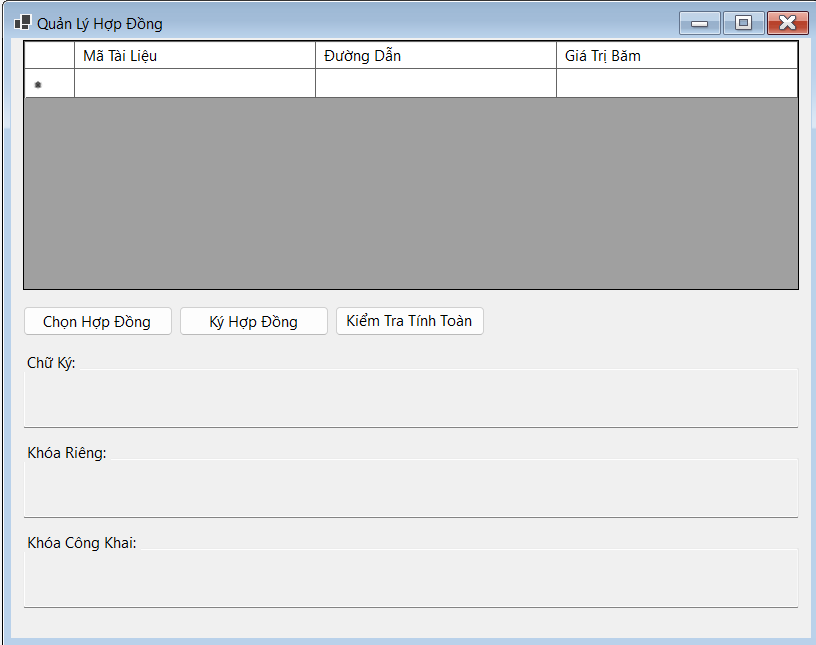 Quản Lý Hợp Đồng
Mã Tài Liệu Đường Dẫn Giá Trị Băm
Chọn Hợp Đồng Ký Hợp Đồng Kiểm Tra Tính Toàn
Chữ Ký:
Khóa Riêng:
Khóa Công Khai: